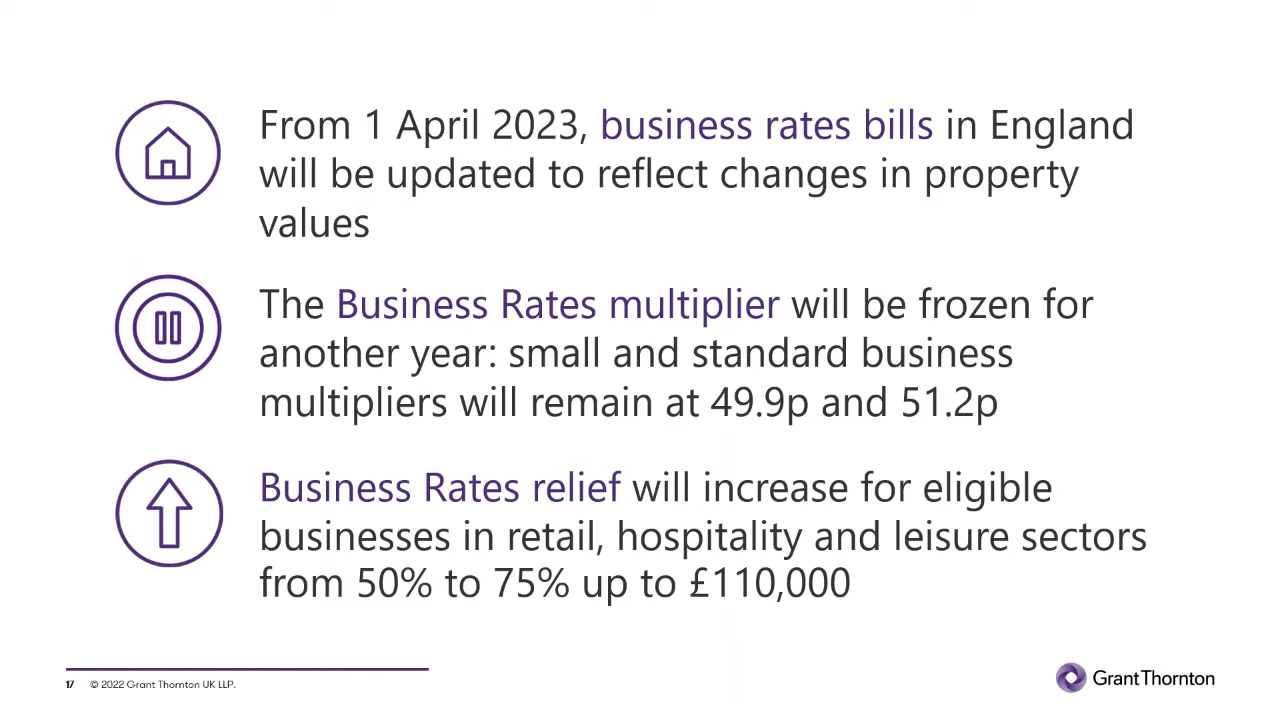 From 1 April 2023, business rates bills in England
will be updated to reflect changes in property
values
The Business Rates multiplier will be frozen for
another year: small and standard business
multipliers will remain at 49.9p and 51.2p
Business Rates relief will increase for eligible
businesses in retail, hospitality and leisure sectors
from 50% to 75% up to £110,000
17 © 2022 Grant Thornton UK LLP.
GrantThornton